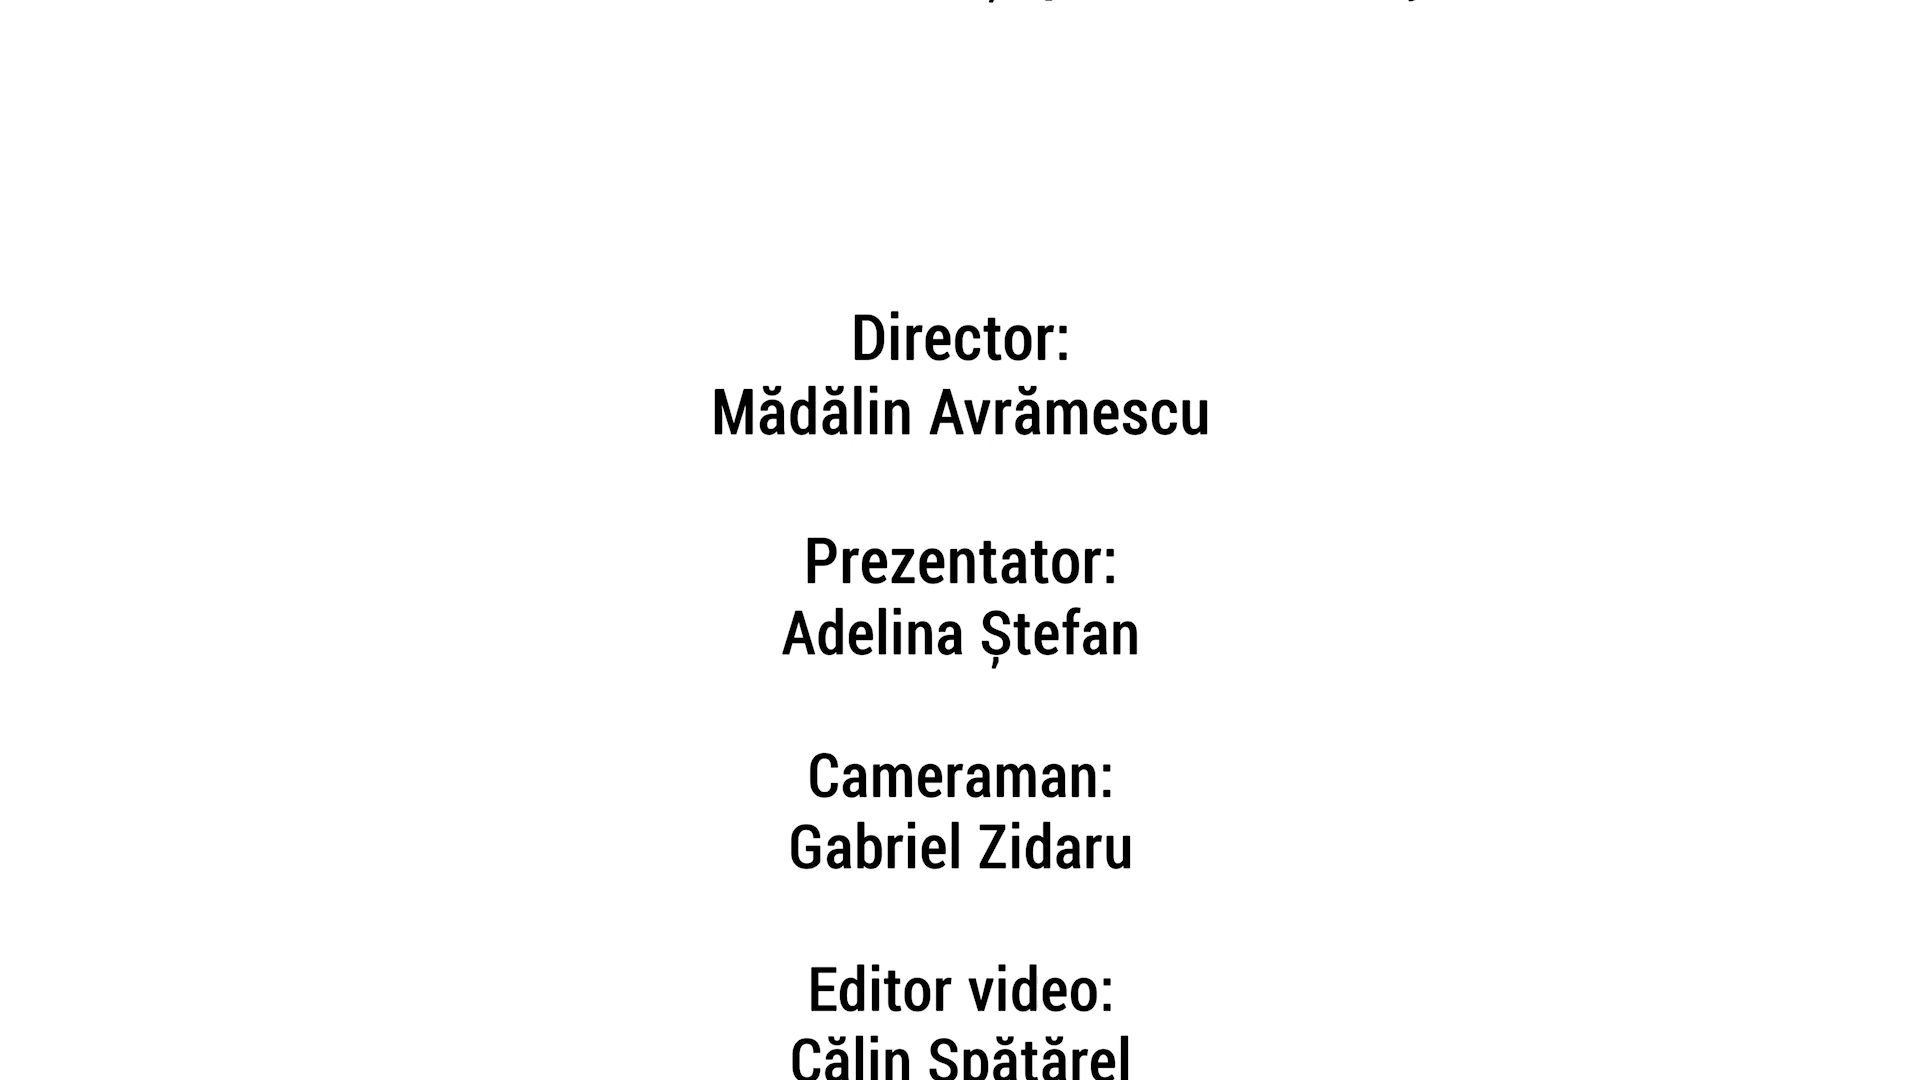 Director:
Mădălin Avrămescu
Prezentator:
Adelina Ștefan
Cameraman:
Gabriel Zidaru
Editor video:
Călin Spătărel